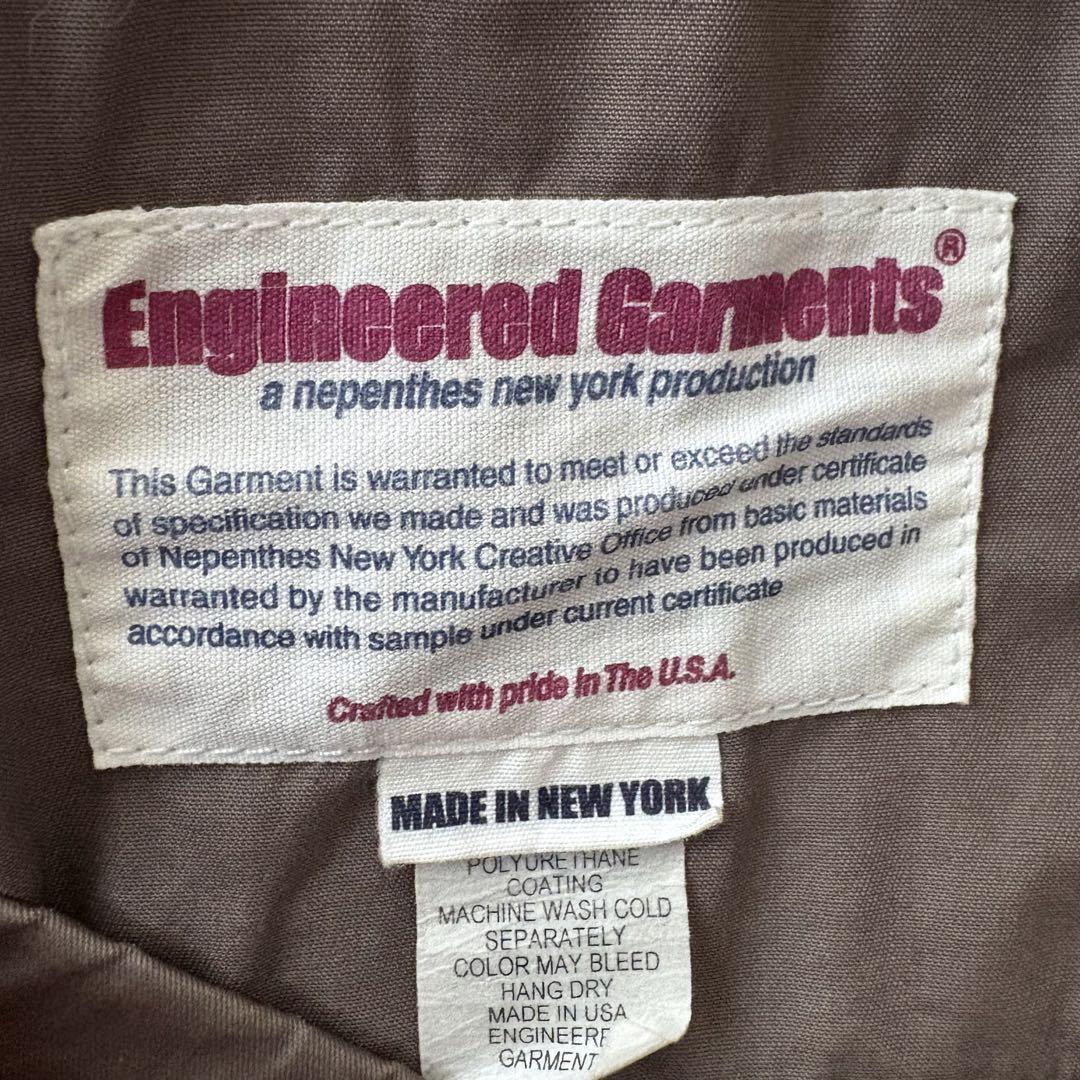 Engineered Garments®
a nepenthes new york production
This Garment is warranted to meet or exceed the standards
of specification we made and was produced under certificate
of Nepenthes New York Creative Office from basic materials
warranted by the manufacturer to have been produced in
accordance with sample under current certificate
Crafted with pride in The U.S.A.
MADE IN NEW YORK
POLYURETHANE
COATING
MACHINE WASH COLD
SEPARATELY
COLOR MAY BLEED
HANG DRY
MADE IN USA
ENGINEERE
GARMENT